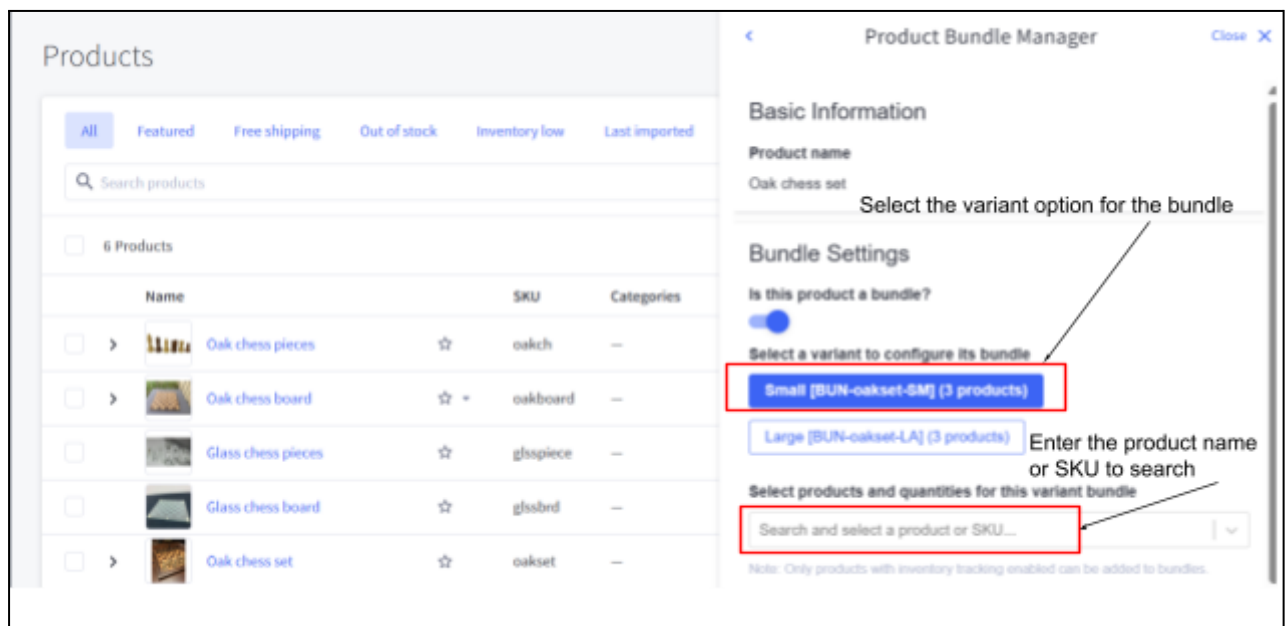 Products
All Featured Free shipping Out of stock Inventory low Last imported
Search products
6 Products
Name SKU Categories
Oak chess pieces oakch —
Oak chess board oakboard —
Glass chess pieces glsspiece —
Glass chess board glssbrd —
Oak chess set oakset —
Product Bundle Manager Close
Basic Information
Product name
Oak chess set
Select the variant option for the bundle
Bundle Settings
Is this product a bundle?
Select a variant to configure its bundle
Small [BUN-oakset-SM] (3 products)
Large [BUN-oakset-LA] (3 products)
Enter the product name
or SKU to search
Select products and quantities for this variant bundle
Search and select a product or SKU...
Note: Only products with inventory tracking enabled can be added to bundles.